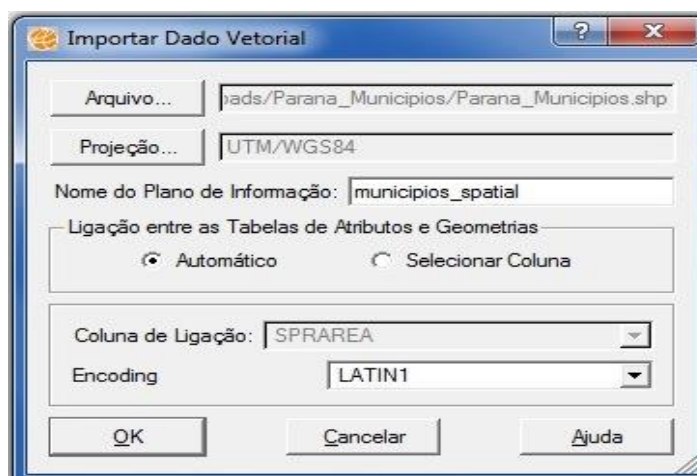 Importar Dado Vetorial
Arquivo... oads/Parana_Municipios/Parana_Municipios.shp
Projeção... UTM/WGS84
Nome do Plano de Informação: municipios_spatial
Ligação entre as Tabelas de Atributos e Geometrias
Automático Selecionar Coluna
Coluna de Ligação: SPRAREA
Encoding LATIN1
OK Cancelar Ajuda